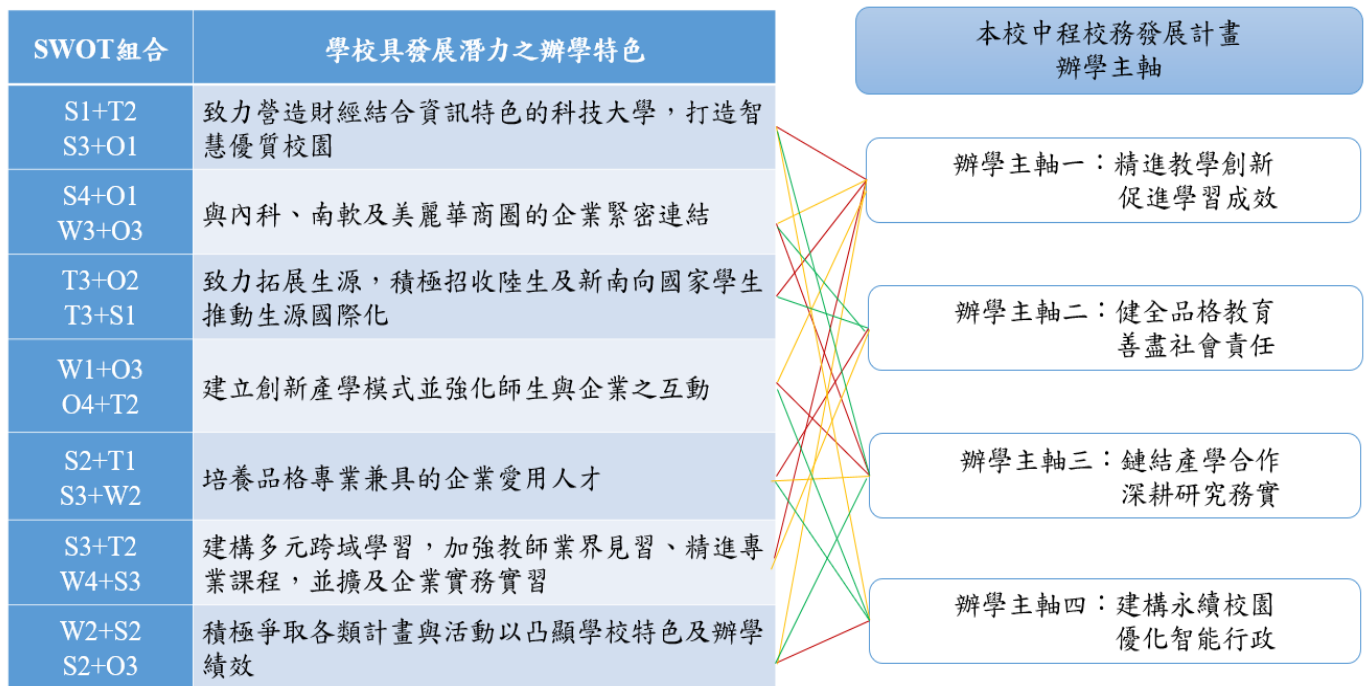 SWOT組合
學校具發展潛力之辦學特色
S1+T2
S3+O1
致力營造財經結合資訊特色的科技大學，打造智
慧優質校園
S4+O1
W3+O3
與內科、南軟及美麗華商圈的企業緊密連結
T3+O2
T3+S1
致力拓展生源，積極招收陸生及新南向國家學生
推動生源國際化
W1+O3
O4+T2
建立創新產學模式並強化師生與企業之互動
S2+T1
S3+W2
培養品格專業兼具的企業愛用人才
S3+T2
W4+S3
建構多元跨域學習，加強教師業界見習、精進專
業課程，並擴及企業實務實習
W2+S2
S2+O3
積極爭取各類計畫與活動以凸顯學校特色及辦學
績效
本校中程校務發展計畫
辦學主軸
辦學主軸一：精進教學創新
促進學習成效
辦學主軸二：健全品格教育
善盡社會責任
辦學主軸三：鏈結產學合作
深耕研究務實
辦學主軸四：建構永續校園
優化智能行政